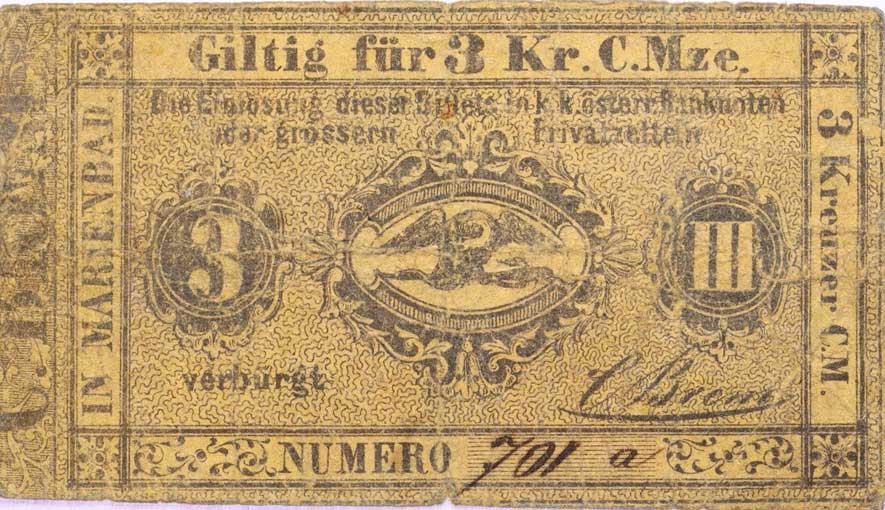 Giltig für 3 Kr. C.Mze.
Die Einlösung dieser Billets in k. k. österr. Banknoten
oder grössern Privatzetteln
IN MARIENBAD.
3
III
3 Kreuzer C.M.
verbürgt
C Brem
NUMERO 701 a